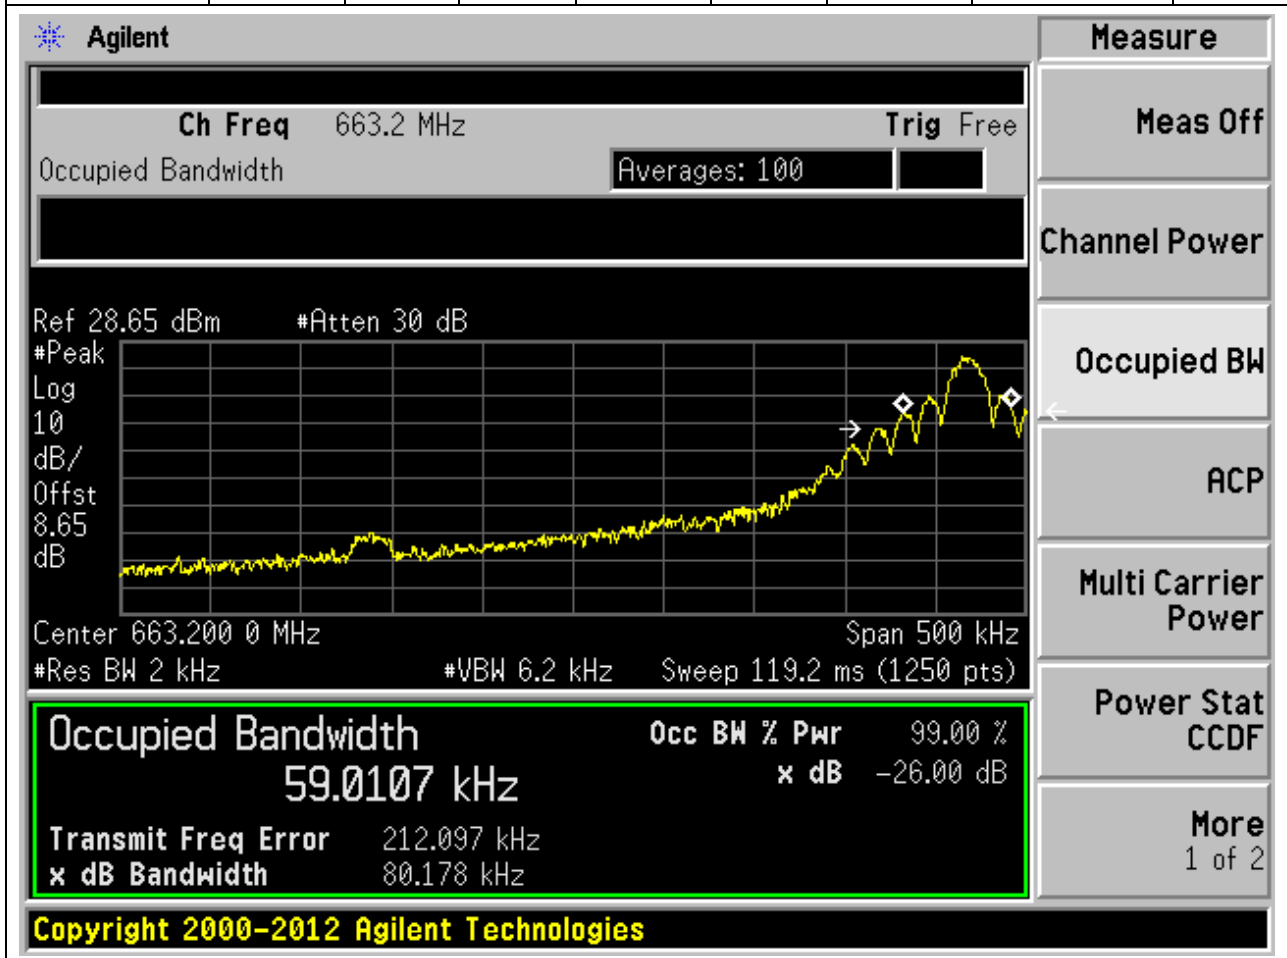 Agilent
Measure
Ch Freq 663.2 MHz Trig Free
Meas Off
Occupied Bandwidth Averages: 100
Channel Power
Ref 28.65 dBm #Atten 30 dB
#Peak
Log
10
dB/
Offst
8.65
dB
Occupied BW
ACP
Multi Carrier
Power
Center 663.200 0 MHz Span 500 kHz
#Res BW 2 kHz #VBW 6.2 kHz Sweep 119.2 ms (1250 pts)
Power Stat
CCDF
Occupied Bandwidth Occ BW % Pwr 99.00 %
59.0107 kHz x dB -26.00 dB
Transmit Freq Error 212.097 kHz
x dB Bandwidth 80.178 kHz
More
1 of 2
Copyright 2000-2012 Agilent Technologies